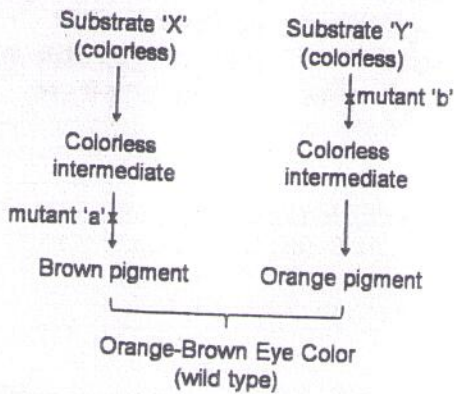 Substrate 'X'
(colorless)
Substrate 'Y'
(colorless)
mutant 'b'
Colorless
intermediate
Colorless
intermediate
mutant 'a'
Brown pigment
Orange pigment
Orange-Brown Eye Color
(wild type)